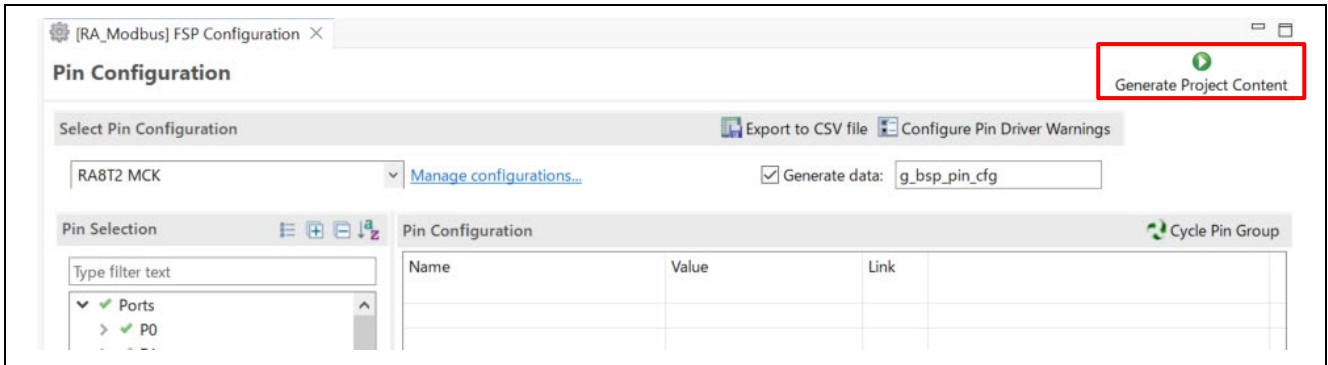 [RA_Modbus] FSP Configuration
Pin Configuration
Generate Project Content
Select Pin Configuration
Export to CSV file
Configure Pin Driver Warnings
RA8T2 MCK
Manage configurations...
Generate data:
g_bsp_pin_cfg
Pin Selection
Pin Configuration
Cycle Pin Group
Type filter text
Name
Value
Link
Ports
P0